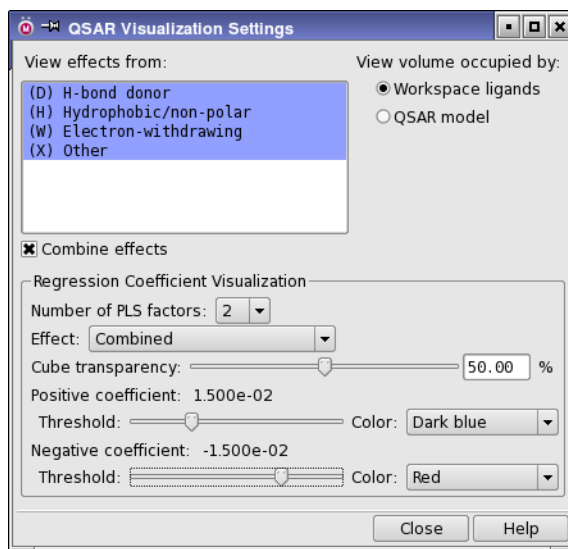 QSAR Visualization Settings
View effects from:
View volume occupied by:
(D) H-bond donor
(H) Hydrophobic/non-polar
(W) Electron-withdrawing
(X) Other
Workspace ligands
QSAR model
Combine effects
Regression Coefficient Visualization
Number of PLS factors: 2
Effect: Combined
Cube transparency: 50.00 %
Positive coefficient: 1.500e-02
Threshold: Color: Dark blue
Negative coefficient: -1.500e-02
Threshold: Color: Red
Close Help